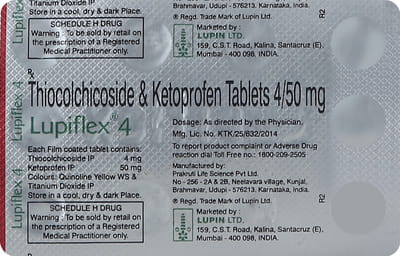 Titanium Dioxide IP
Store in a cool, dry & dark Place.
SCHEDULE H DRUG
Warning : To be sold by retail on
the prescription of a Registered
Medical Practitioner only.
Brahmavar, Udupi - 576213. Karnataka, India.
® Regd. Trade Mark of Lupin Ltd.
Marketed by :
LUPIN LTD.
159, C.S.T. Road, Kalina, Santacruz (E),
Mumbai - 400 098, INDIA.
R2
Lupiflex 4
Rx
Thiocolchicoside & Ketoprofen Tablets 4/50 mg
Lupiflex® 4
Each Film coated tablet contains:
Thiocolchicoside IP 4 mg
Ketoprofen IP 50 mg
Colours: Quinoline Yellow WS &
Titanium Dioxide IP
Store in a cool, dry & dark Place.
SCHEDULE H DRUG
Warning : To be sold by retail on
the prescription of a Registered
Medical Practitioner only.
Dosage: As directed by the Physician.
Mfg. Lic. No. KTK/25/632/2014
To report product complaint or Adverse Drug
reaction dial Toll Free no.: 1800-209-2505
Manufactured by:
Prakruti Life Science Pvt Ltd.
No - 256 - 2A & 2B, Neelavara village, Kunjal,
Brahmavar, Udupi - 576213. Karnataka, India.
® Regd. Trade Mark of Lupin Ltd.
Marketed by :
LUPIN LTD.
159, C.S.T. Road, Kalina, Santacruz (E),
Mumbai - 400 098, INDIA.
R2
Lupiflex 4